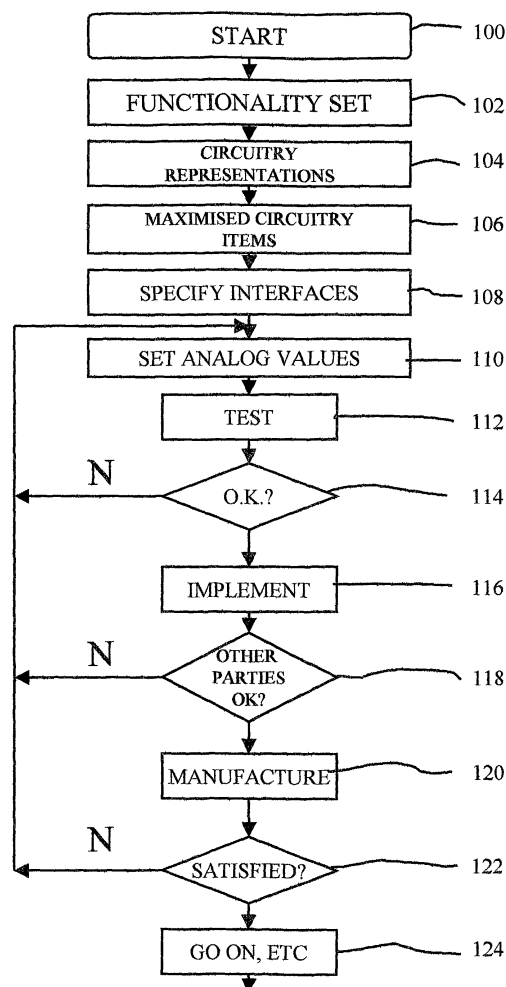 START 100
FUNCTIONALITY SET 102
CIRCUITRY
REPRESENTATIONS 104
MAXIMISED CIRCUITRY
ITEMS 106
SPECIFY INTERFACES 108
SET ANALOG VALUES 110
TEST 112
N
O.K.? 114
IMPLEMENT 116
N
OTHER
PARTIES
OK? 118
MANUFACTURE 120
N
SATISFIED? 122
GO ON, ETC 124